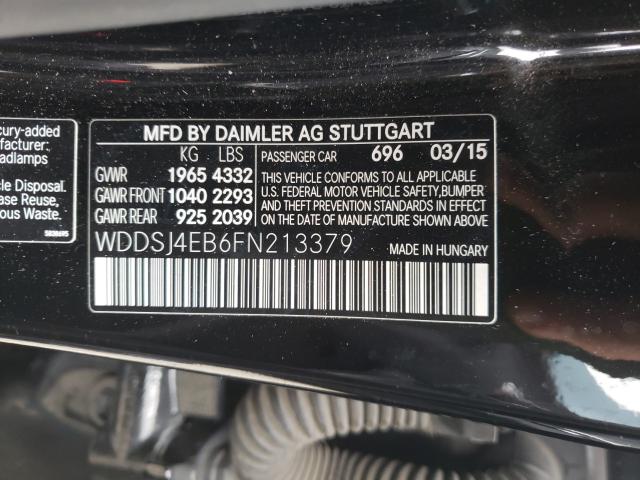 cury-added
nufacturer:
eadlamps
cle Disposal.
ase Reuse,
ous Waste.
5838695
MFD BY DAIMLER AG STUTTGART
KG LBS PASSENGER CAR 696 03/15
GVWR 1965 4332
GAWR FRONT 1040 2293
GAWR REAR 925 2039
THIS VEHICLE CONFORMS TO ALL APPLICABLE
U.S. FEDERAL MOTOR VEHICLE SAFETY, BUMPER
AND THEFT PREVENTION STANDARDS IN EFFECT
ON THE DATE OF MANUFACTURE SHOWN ABOVE.
WDDSJ4EB6FN213379 MADE IN HUNGARY